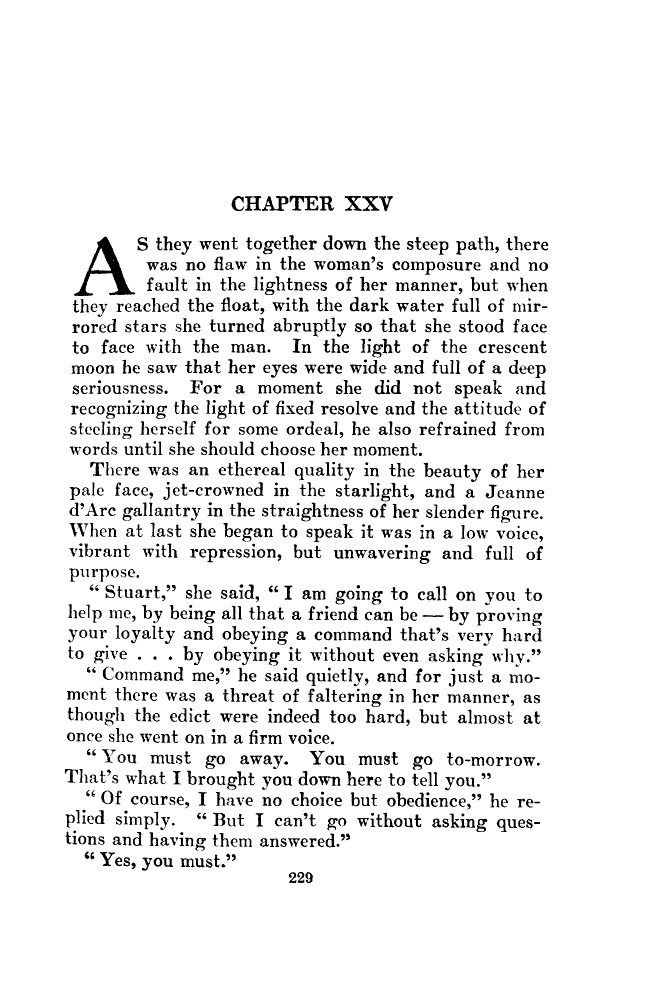 CHAPTER XXV
AS they went together down the steep path, there
was no flaw in the woman's composure and no
fault in the lightness of her manner, but when
they reached the float, with the dark water full of mir-
rored stars she turned abruptly so that she stood face
to face with the man. In the light of the crescent
moon he saw that her eyes were wide and full of a deep
seriousness. For a moment she did not speak and
recognizing the light of fixed resolve and the attitude of
steeling herself for some ordeal, he also refrained from
words until she should choose her moment.
There was an ethereal quality in the beauty of her
pale face, jet-crowned in the starlight, and a Jeanne
d'Arc gallantry in the straightness of her slender figure.
When at last she began to speak it was in a low voice,
vibrant with repression, but unwavering and full of
purpose.
"Stuart," she said, "I am going to call on you to
help me, by being all that a friend can be — by proving
your loyalty and obeying a command that's very hard
to give . . . by obeying it without even asking why."
"Command me," he said quietly, and for just a mo-
ment there was a threat of faltering in her manner, as
though the edict were indeed too hard, but almost at
once she went on in a firm voice.
"You must go away. You must go to-morrow.
That's what I brought you down here to tell you."
"Of course, I have no choice but obedience," he re-
plied simply. "But I can't go without asking ques-
tions and having them answered."
"Yes, you must."
229